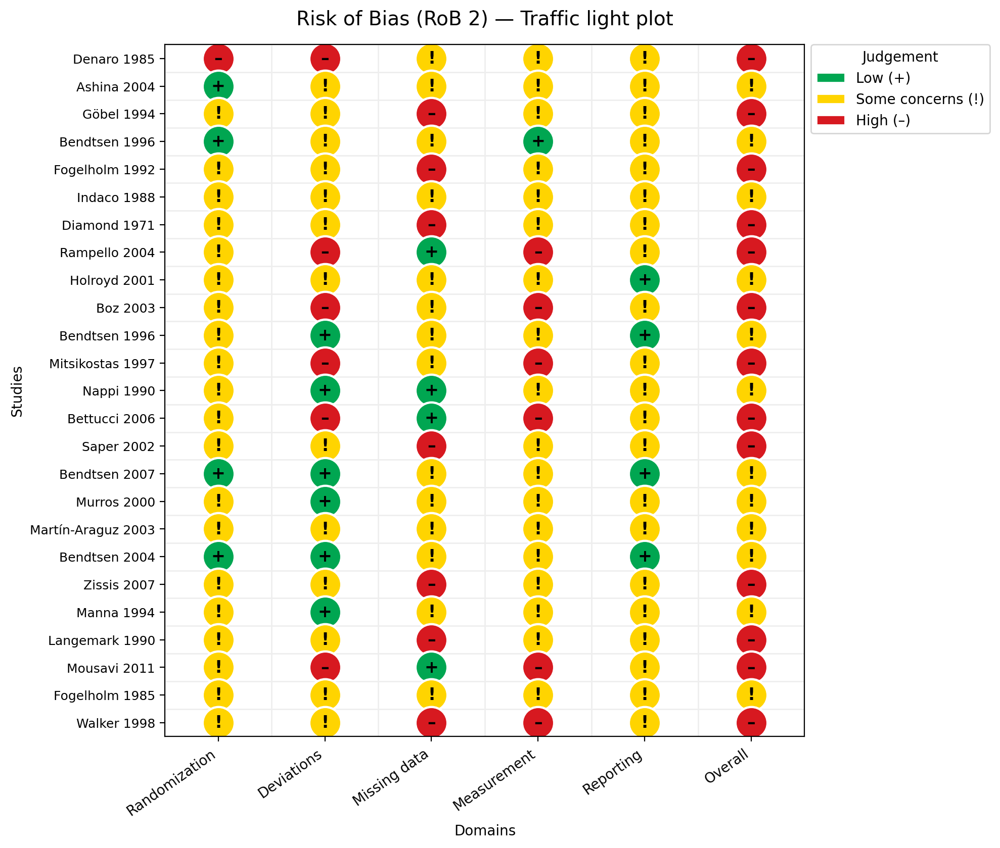 Risk of Bias (RoB 2) — Traffic light plot
Judgement
Low (+)
Some concerns (!)
High (–)
Studies
Denaro 1985 – – ! ! ! –
Ashina 2004 + ! ! ! ! !
Göbel 1994 ! ! – ! ! –
Bendtsen 1996 + ! ! + ! !
Fogelholm 1992 ! ! – ! ! –
Indaco 1988 ! ! ! ! ! !
Diamond 1971 ! ! – ! ! –
Rampello 2004 ! – + – ! –
Holroyd 2001 ! ! ! ! + !
Boz 2003 ! – ! – ! –
Bendtsen 1996 ! + ! ! + !
Mitsikostas 1997 ! – ! – ! –
Nappi 1990 ! + + ! ! !
Bettucci 2006 ! – + – ! –
Saper 2002 ! ! – ! ! –
Bendtsen 2007 + + ! ! + !
Murros 2000 ! + ! ! ! !
Martín-Araguz 2003 ! ! ! ! ! !
Bendtsen 2004 + + ! ! + !
Zissis 2007 ! ! – ! ! –
Manna 1994 ! + ! ! ! !
Langemark 1990 ! ! – ! ! –
Mousavi 2011 ! – + – ! –
Fogelholm 1985 ! ! ! ! ! !
Walker 1998 ! ! – – ! –
Randomization Deviations Missing data Measurement Reporting Overall
Domains